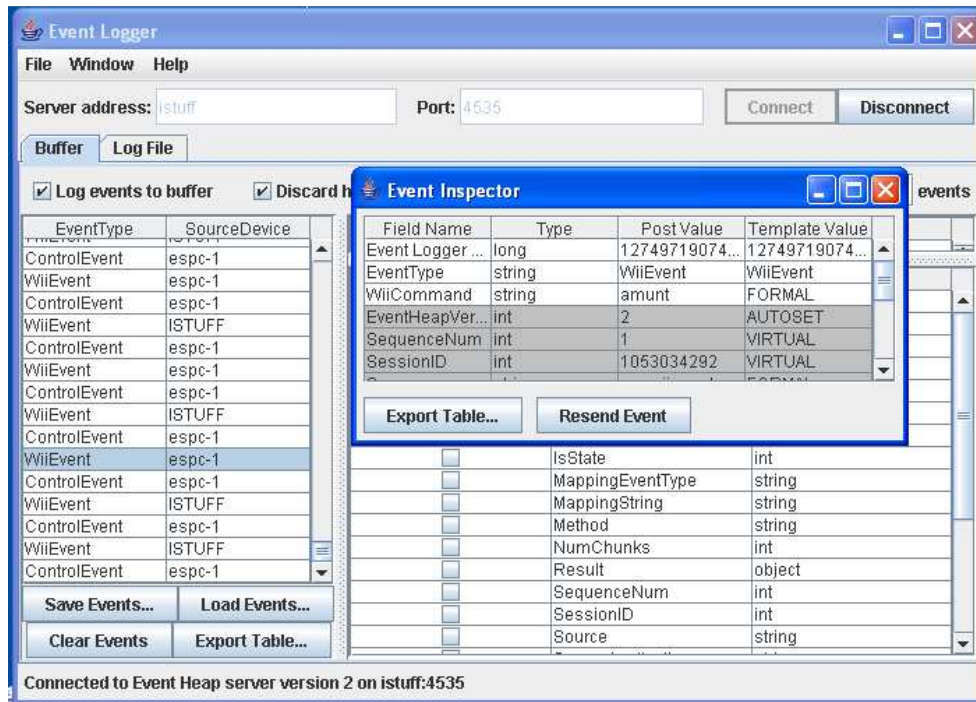 Event Logger
File Window Help
Server address: istuff Port: 4535 Connect Disconnect
Buffer Log File
Log events to buffer Discard h events
EventType SourceDevice
ControlEvent espc-1
WiiEvent espc-1
ControlEvent espc-1
WiiEvent ISTUFF
ControlEvent espc-1
WiiEvent espc-1
ControlEvent espc-1
WiiEvent ISTUFF
ControlEvent espc-1
WiiEvent espc-1
ControlEvent espc-1
WiiEvent ISTUFF
ControlEvent espc-1
WiiEvent ISTUFF
ControlEvent espc-1
Save Events... Load Events...
Clear Events Export Table...
Event Inspector
Field Name Type Post Value Template Value
Event Logger ... long 12749719074... 12749719074...
EventType string WiiEvent WiiEvent
WiiCommand string amunt FORMAL
EventHeapVer... int 2 AUTOSET
SequenceNum int 1 VIRTUAL
SessionID int 1053034292 VIRTUAL
Export Table... Resend Event
IsState int
MappingEventType string
MappingString string
Method string
NumChunks int
Result object
SequenceNum int
SessionID int
Source string
Connected to Event Heap server version 2 on istuff:4535